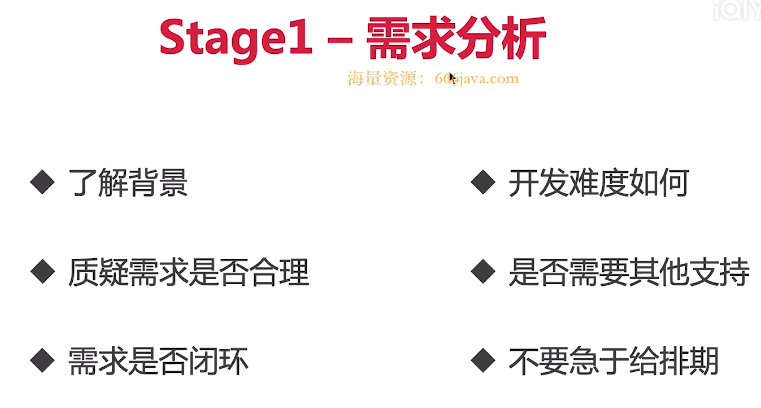 iQIY
Stage1 – 需求分析
海量资源：666java.com
了解背景
质疑需求是否合理
需求是否闭环
开发难度如何
是否需要其他支持
不要急于给排期